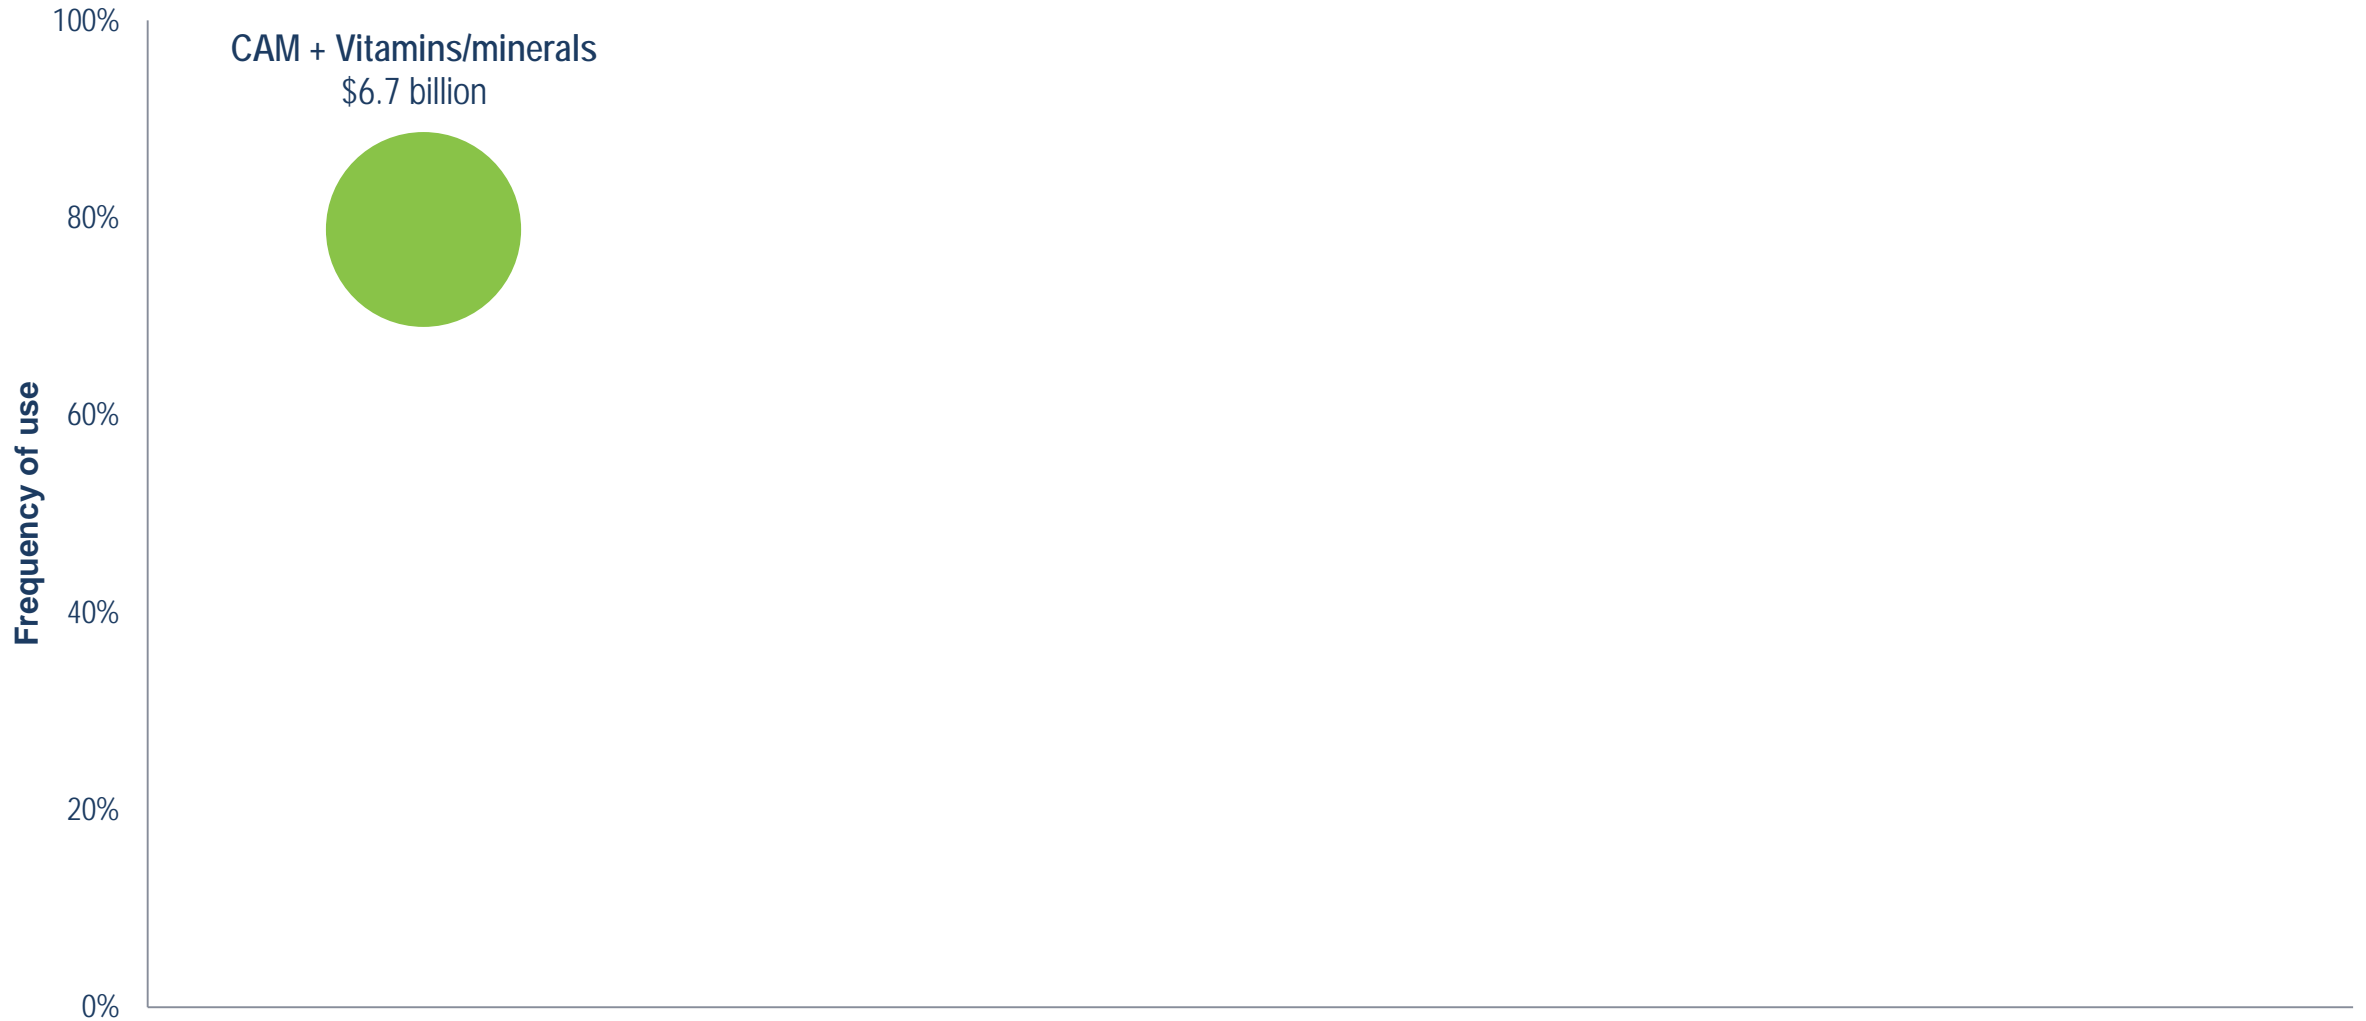 100%
CAM + Vitamins/minerals
$6.7 billion
80%
60%
Frequency of use
40%
20%
0%